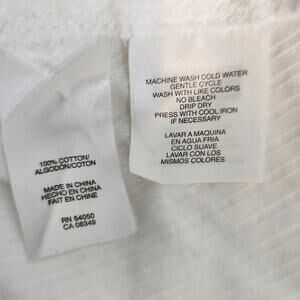 100% COTTON/
ALGODON/COTON
MADE IN CHINA
HECHO EN CHINA
FAIT EN CHINE
RN 54050
CA 08349
MACHINE WASH COLD WATER
GENTLE CYCLE
WASH WITH LIKE COLORS
NO BLEACH
DRIP DRY
PRESS WITH COOL IRON
IF NECESSARY
LAVAR A MAQUINA
EN AGUA FRIA
CICLO SUAVE
LAVAR CON LOS
MISMOS COLORES